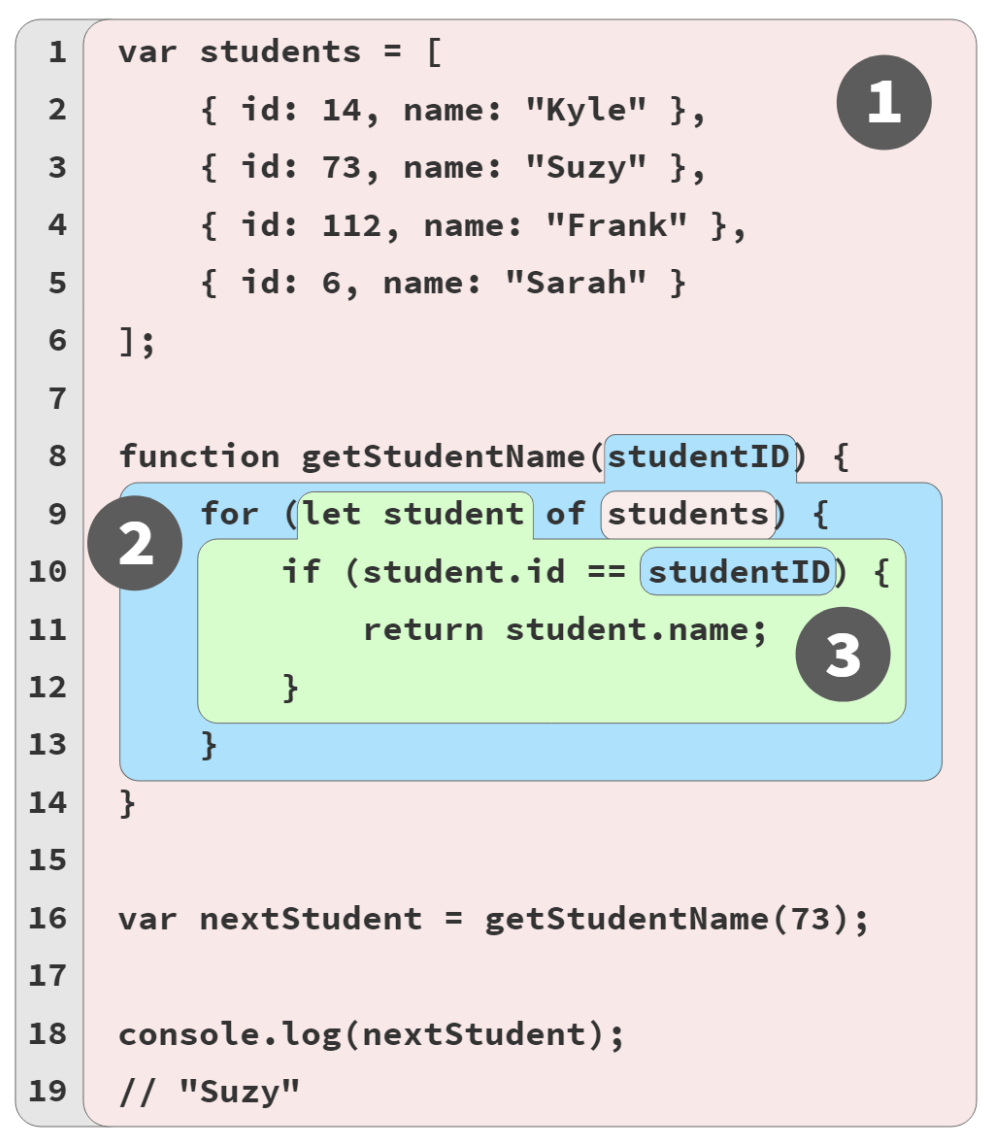 1 var students = [
2     { id: 14, name: "Kyle" },
3     { id: 73, name: "Suzy" },
4     { id: 112, name: "Frank" },
5     { id: 6, name: "Sarah" }
6 ];
7
8 function getStudentName(studentID) {
9     for (let student of students) {
10         if (student.id == studentID) {
11             return student.name;
12         }
13     }
14 }
15
16 var nextStudent = getStudentName(73);
17
18 console.log(nextStudent);
19 // "Suzy"
1
2
3